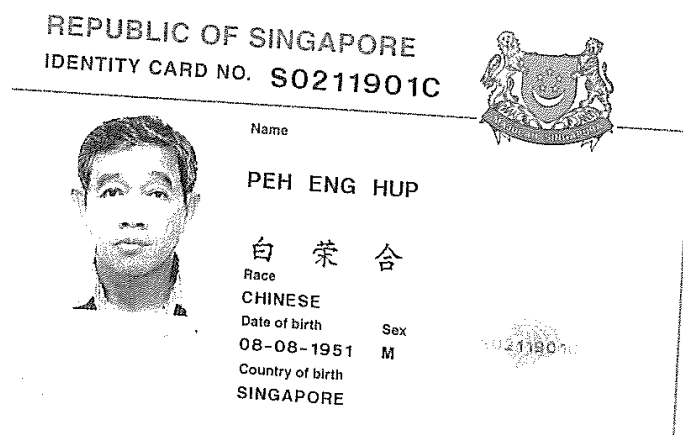 REPUBLIC OF SINGAPORE
IDENTITY CARD NO. S0211901C
Name
PEH ENG HUP
白 荣 合
Race
CHINESE
Date of birth
Sex
08-08-1951
M
Country of birth
SINGAPORE